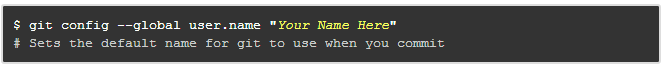 $ git config --global user.name "Your Name Here"
# Sets the default name for git to use when you commit